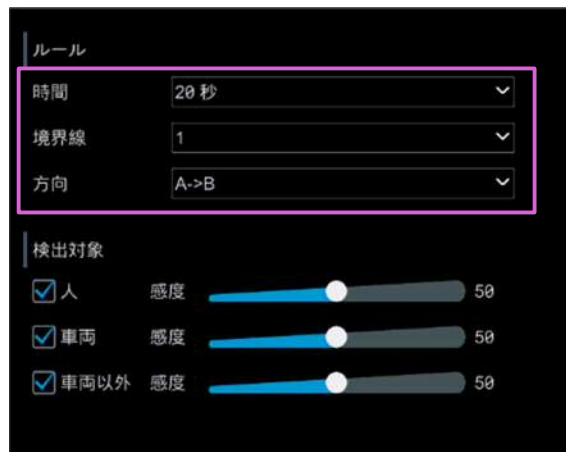 ルール
時間 20 秒
境界線 1
方向 A->B
検出対象
人 感度 50
車両 感度 50
車両以外 感度 50